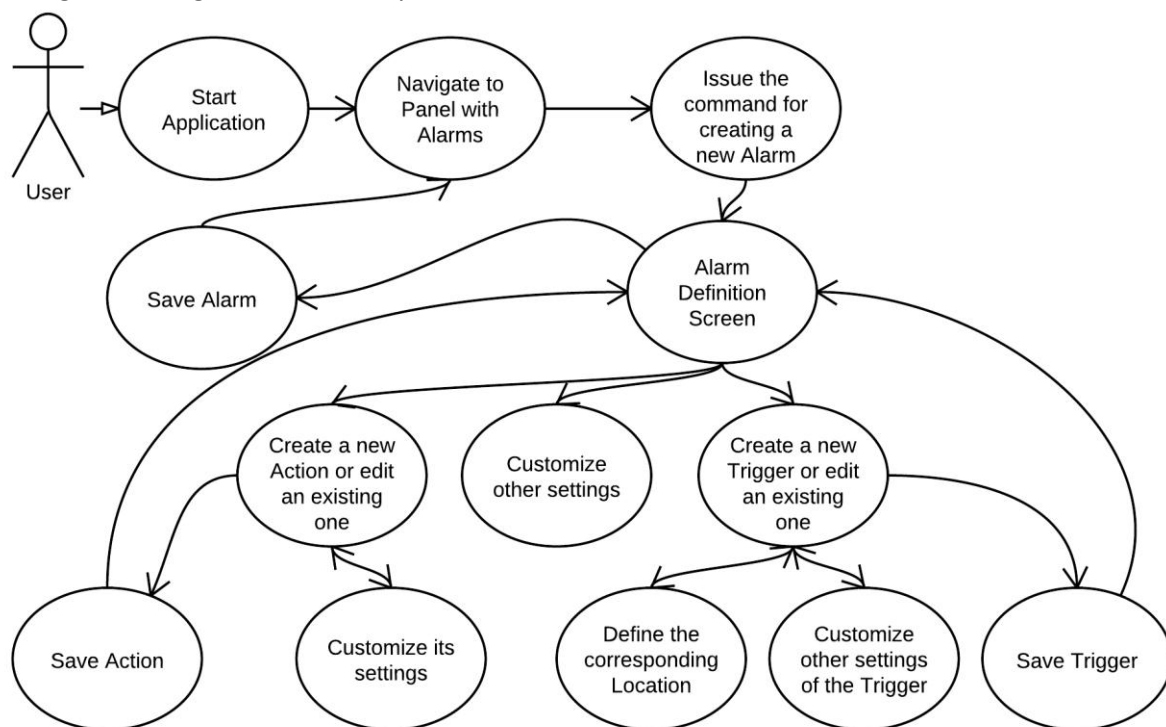 Start
Application
Navigate to
Panel with
Alarms
Issue the
command for
creating a
new Alarm
User
Save Alarm
Alarm
Definition
Screen
Create a new
Action or edit
an existing
one
Customize
other settings
Create a new
Trigger or edit
an existing
one
Save Action
Customize its
settings
Define the
corresponding
Location
Customize
other settings
of the Trigger
Save Trigger